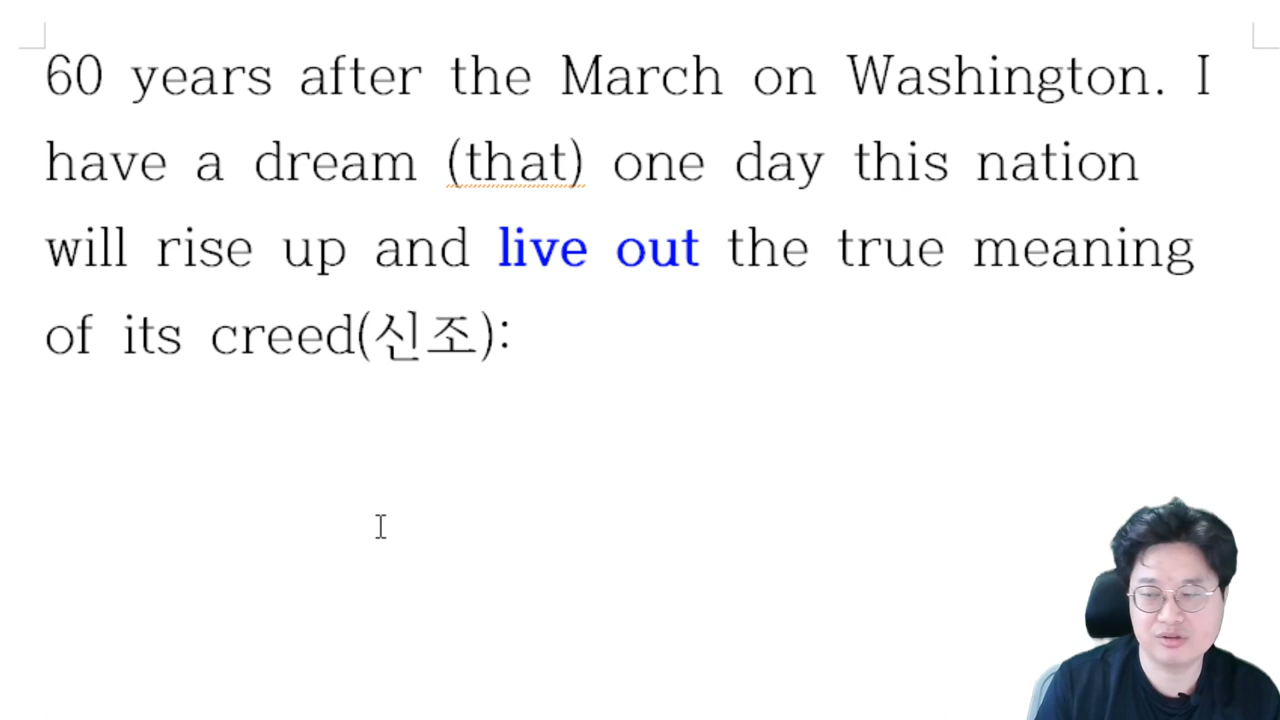 60 years after the March on Washington. I
have a dream (that) one day this nation
will rise up and live out the true meaning
of its creed(신조):